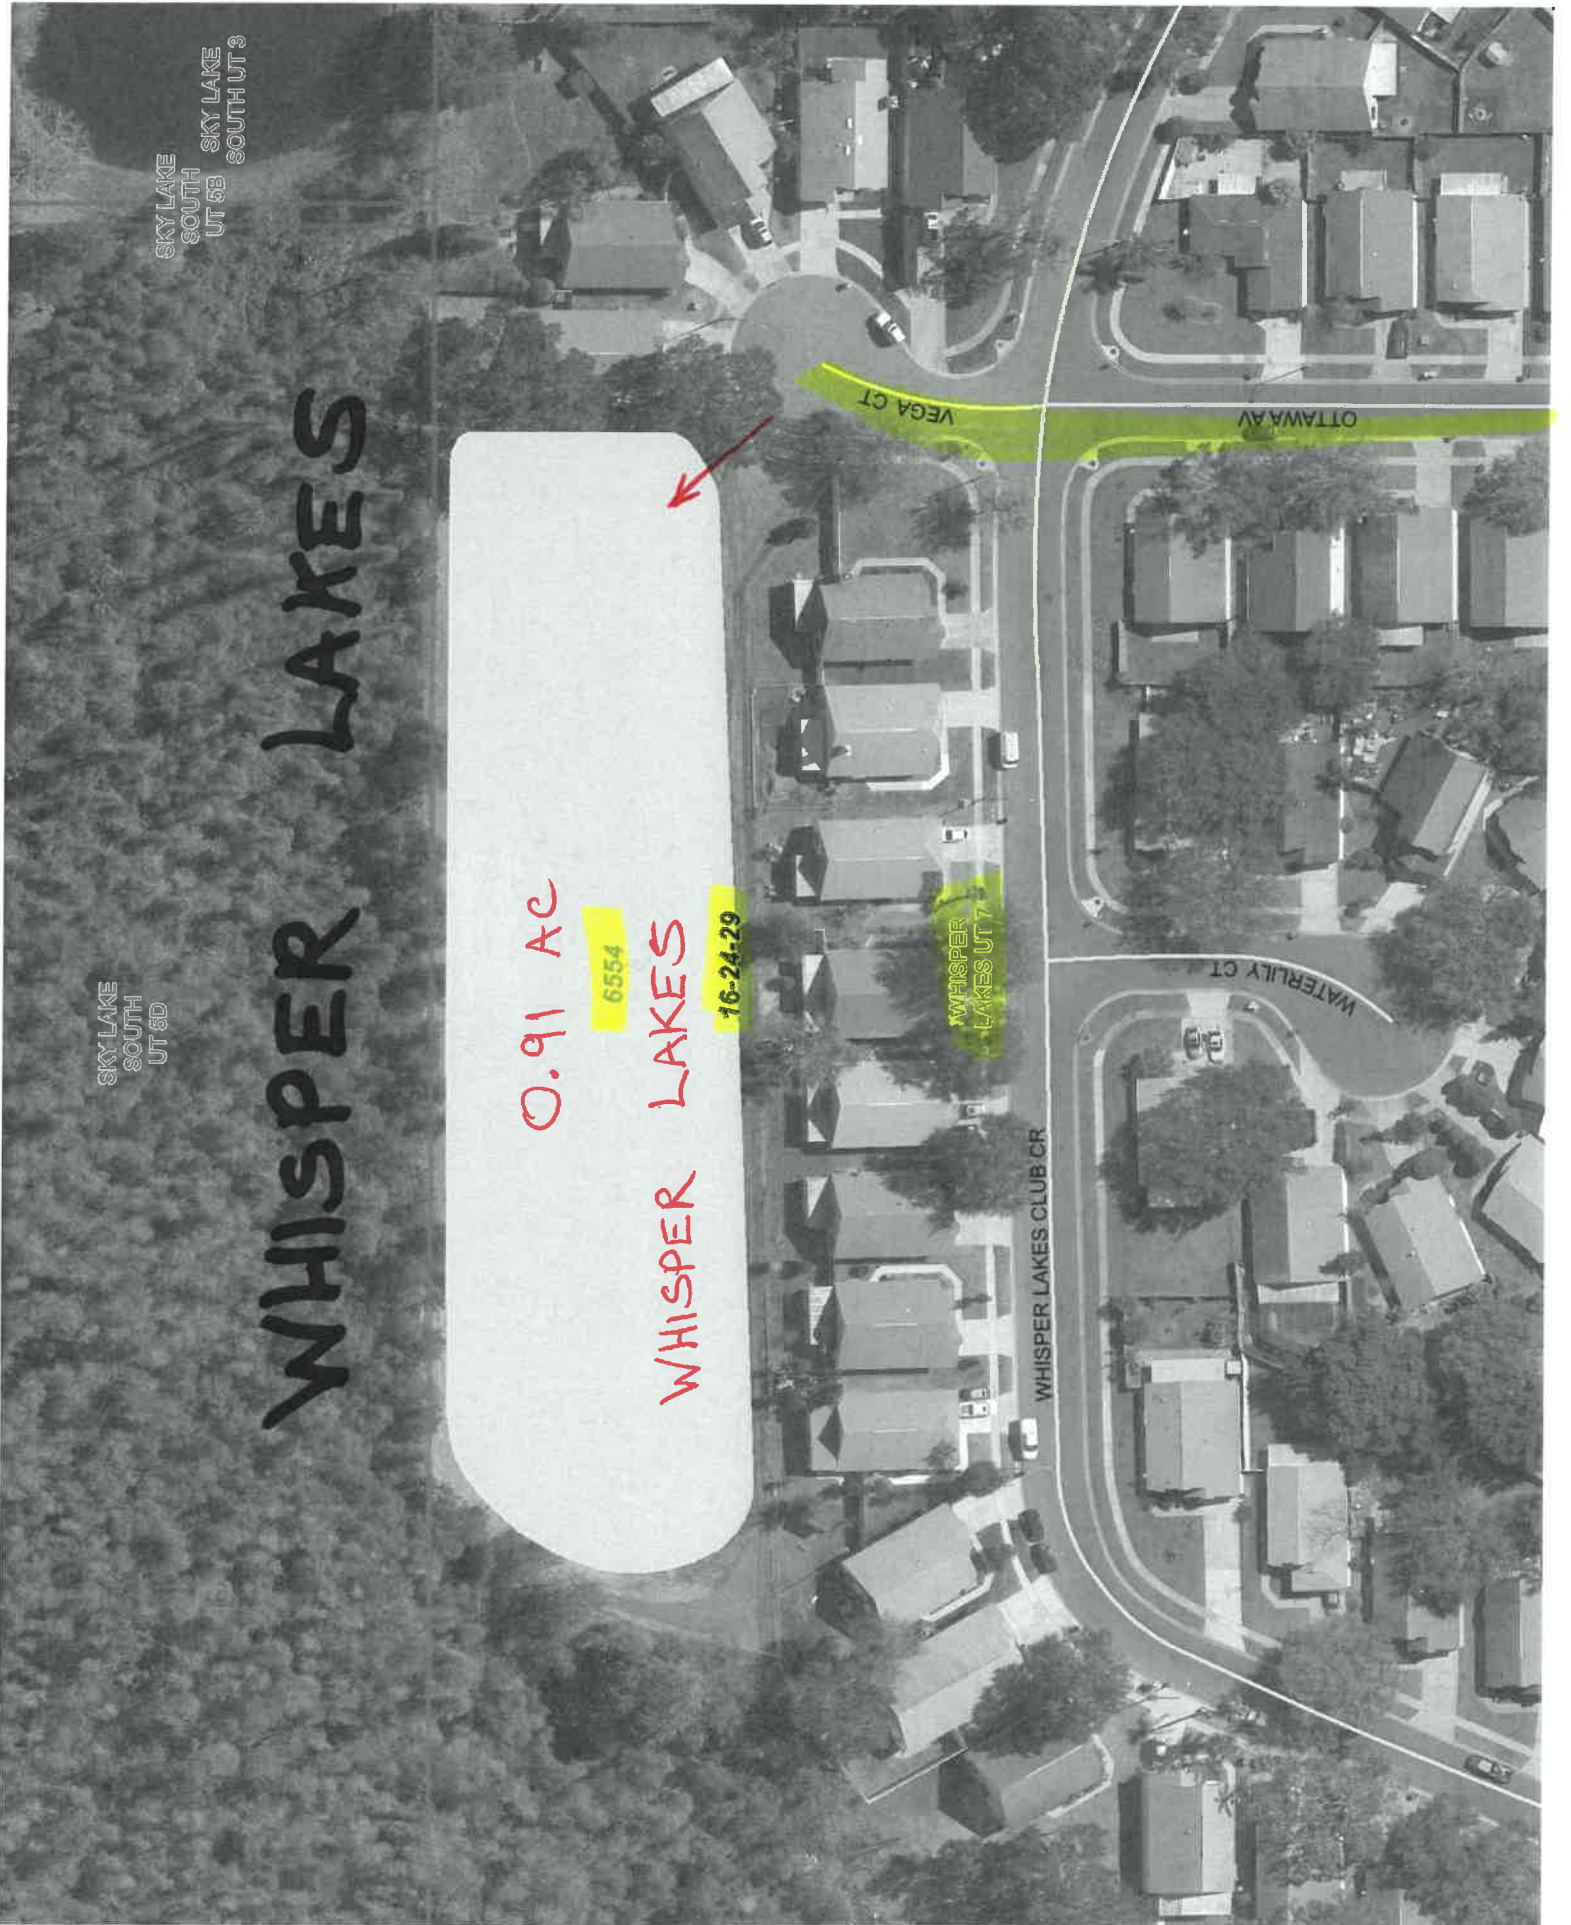 WHISPER LAKES
SKY LAKE
SOUTH
UT 5D
SKY LAKE
SOUTH
UT 5B
SKY LAKE
SOUTH UT 3
0.91 AC
6554
WHISPER LAKES
16-24-29
WHISPER
LAKES UT 7
WHISPER LAKES CLUB CR
VEGA CT
OTTAWA AV
WATERLILY CT